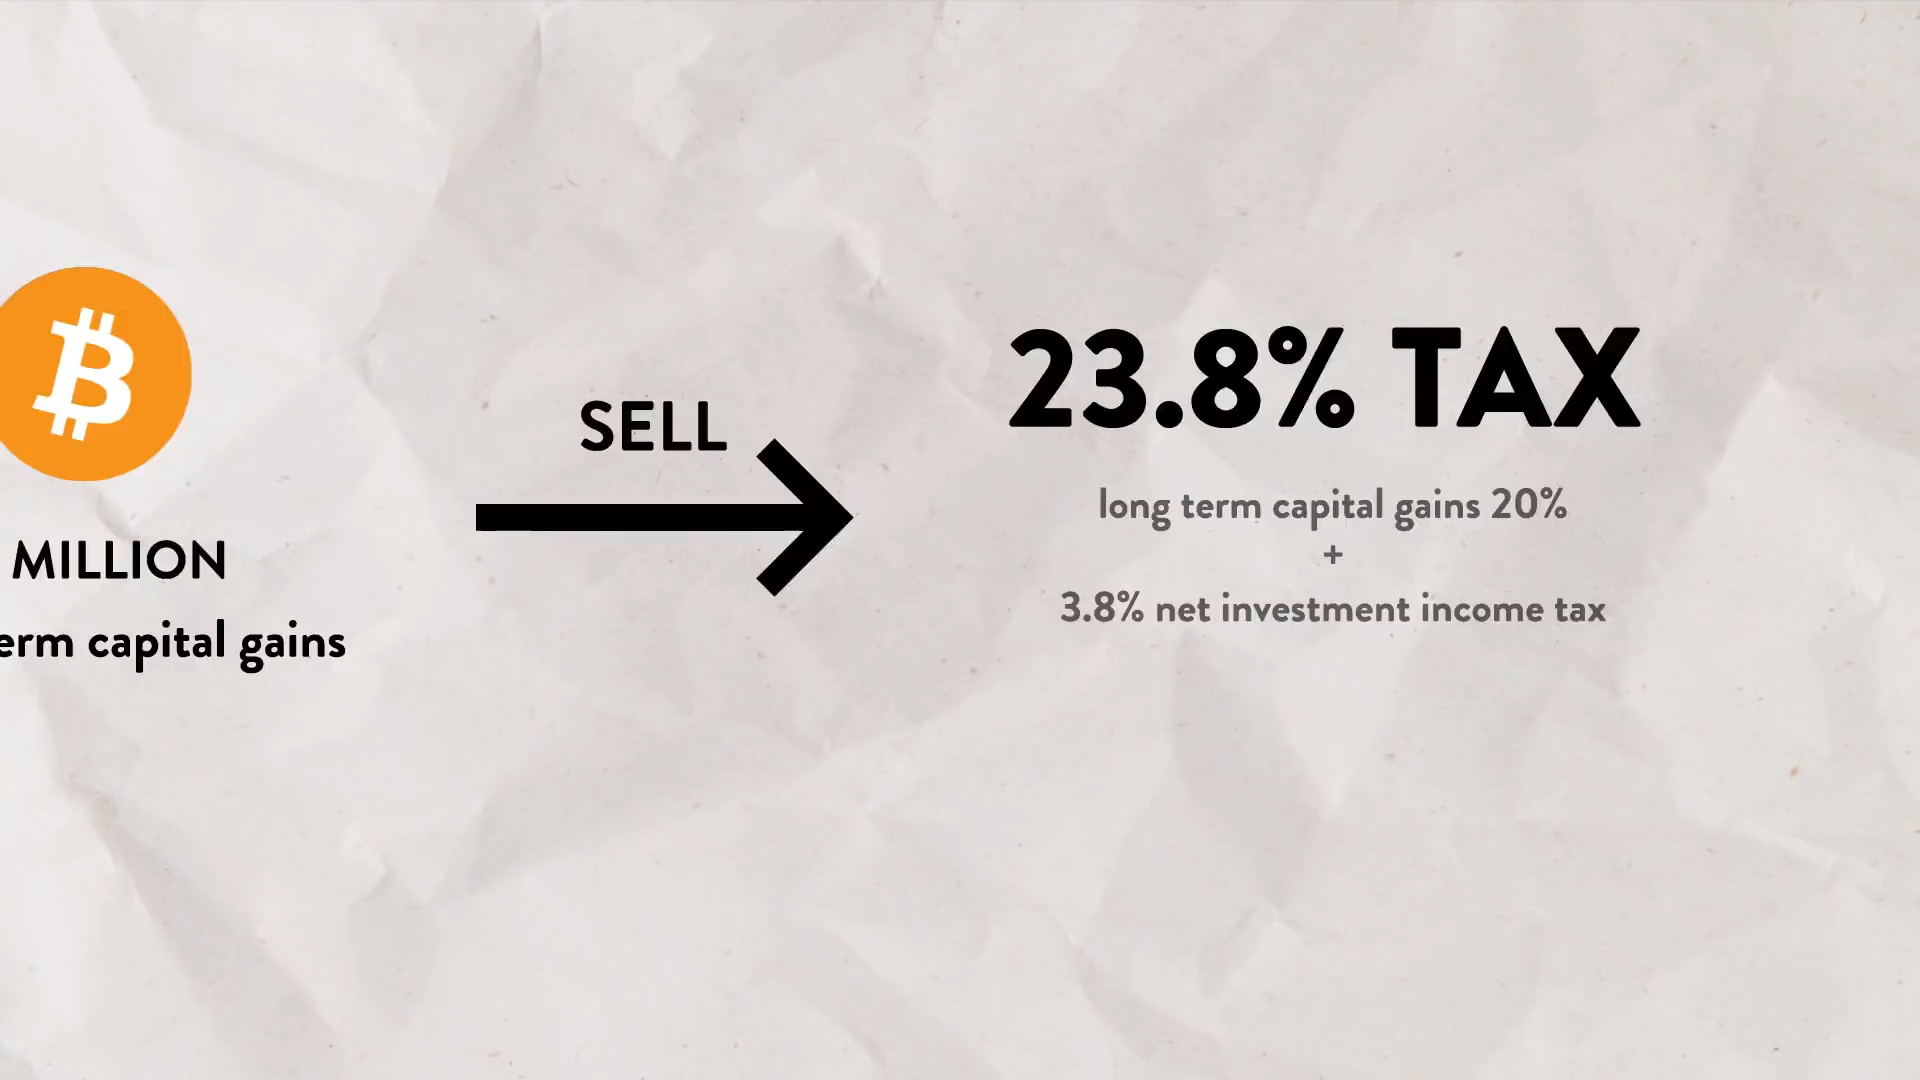 MILLION
erm capital gains
SELL
23.8% TAX
long term capital gains 20%
+
3.8% net investment income tax